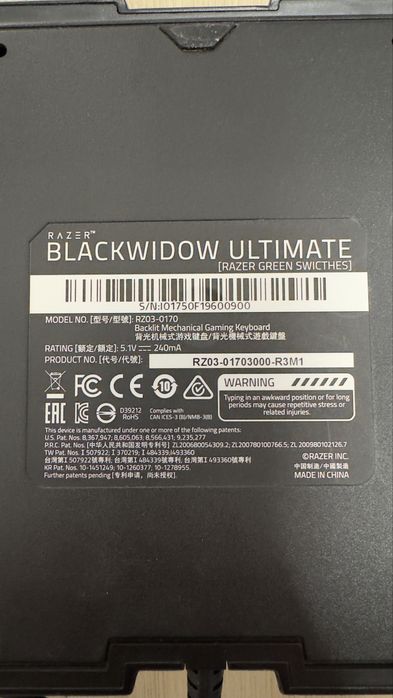 RAZER™
BLACKWIDOW ULTIMATE
[RAZER GREEN SWICTHES]
S/N:IO1750F19600900
MODEL NO. [型号/型號]: RZ03-0170
Backlit Mechanical Gaming Keyboard
背光机械式游戏键盘/背光機械式遊戲鍵盤
RATING [额定/額定]: 5.1V⎓ 240mA
PRODUCT NO. [代号/代號]: RZ03-01703000-R3M1
FC CE 10
WARNING
Typing in an awkward position or for long
periods may cause repetitive stress or
related injuries.
EAC D39212
RoHS
Complies with
CAN ICES-3 (B)/NMB-3(B)
This device is manufactured under one or more of the following patents:
U.S. Pat. Nos. 8,367,947; 8,605,063; 8,566,431; 9,235,277
P.R.C. Pat. Nos. [中华人民共和国发明专利号]: ZL200680054309.2; ZL200780100766.5; ZL 200980102126.7
TW Pat. Nos. I 507922; I 370219; I 484339,I493360
台灣第I 507922號專利; 台灣第I 484339號專利; 台灣第I 493360號專利
KR Pat. Nos. 10-1451249; 10-1260377; 10-1278955.
Further patents pending [专利申请，尚未授权].
©RAZER INC.
中国制造/中國製造
MADE IN CHINA